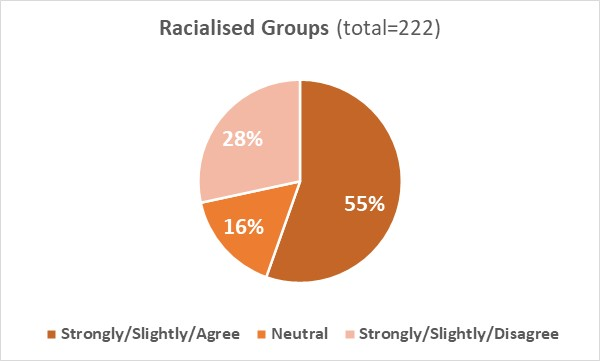 Racialised Groups (total=222)
28%
55%
16%
Strongly/Slightly/Agree Neutral Strongly/Slightly/Disagree